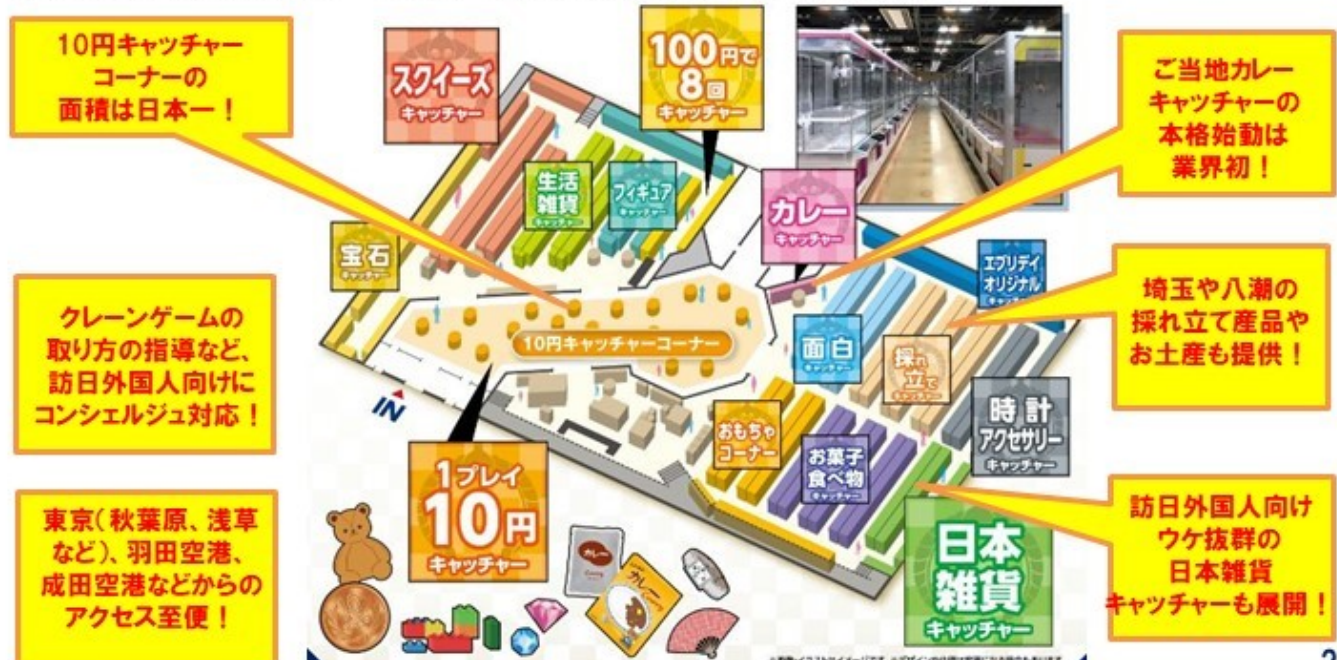 10円キャッチャー
コーナーの
面積は日本一！
クレーンゲームの
取り方の指導など、
訪日外国人向けに
コンシェルジュ対応！
東京（秋葉原、浅草
など）、羽田空港、
成田空港などからの
アクセス至便！
スクイーズ
キャッチャー
100円で
8回
キャッチャー
生活
雑貨
キャッチャー
フィギュア
キャッチャー
カレー
キャッチャー
宝石
キャッチャー
エブリデイ
オリジナル
キャッチャー
10円キャッチャーコーナー
面白
キャッチャー
採れ
立て
キャッチャー
IN
おもちゃ
コーナー
お菓子
食べ物
キャッチャー
時計
アクセサリー
キャッチャー
1プレイ
10円
キャッチャー
カレー
カレー
日本
雑貨
キャッチャー
ご当地カレー
キャッチャーの
本格始動は
業界初！
埼玉や八潮の
採れ立て産品や
お土産も提供！
訪日外国人向け
ウケ抜群の
日本雑貨
キャッチャーも展開！